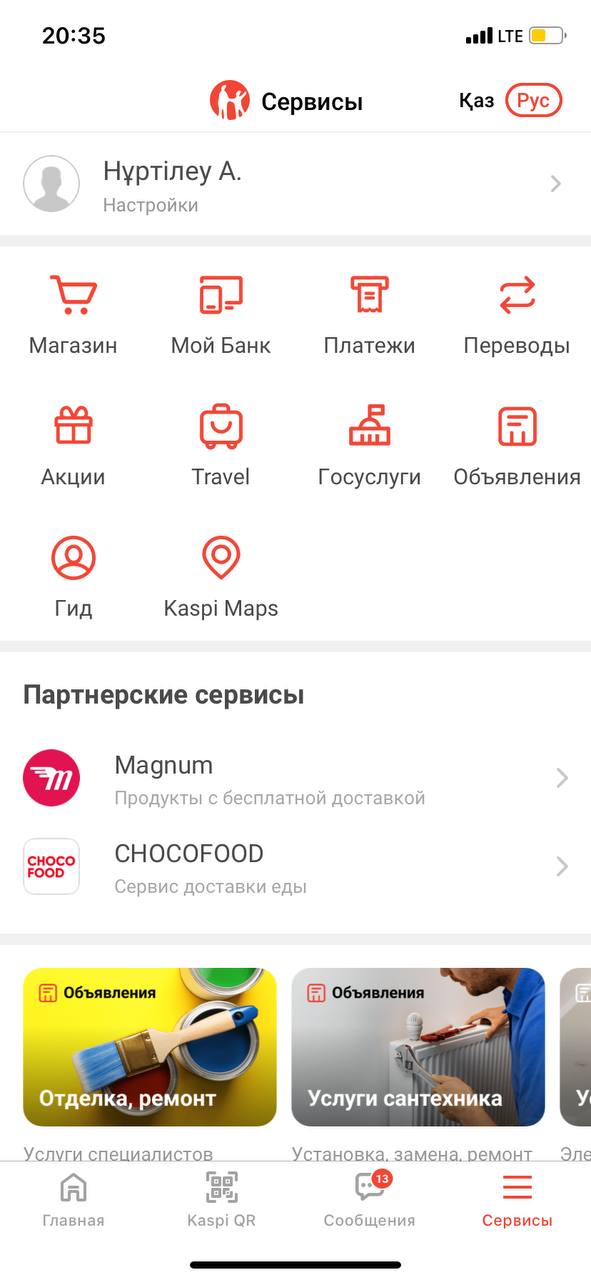 20:35
LTE
Сервисы
Қаз
Рус
Нұртілеу А.
Настройки
Магазин
Мой Банк
Платежи
Переводы
Акции
Travel
Госуслуги
Объявления
Гид
Kaspi Maps
Партнерские сервисы
Magnum
Продукты с бесплатной доставкой
CHOCO
FOOD
CHOCOFOOD
Сервис доставки еды
Объявления
Отделка, ремонт
Объявления
Услуги сантехника
Услуги специалистов
Установка, замена, ремонт
13
Главная
Kaspi QR
Сообщения
Сервисы